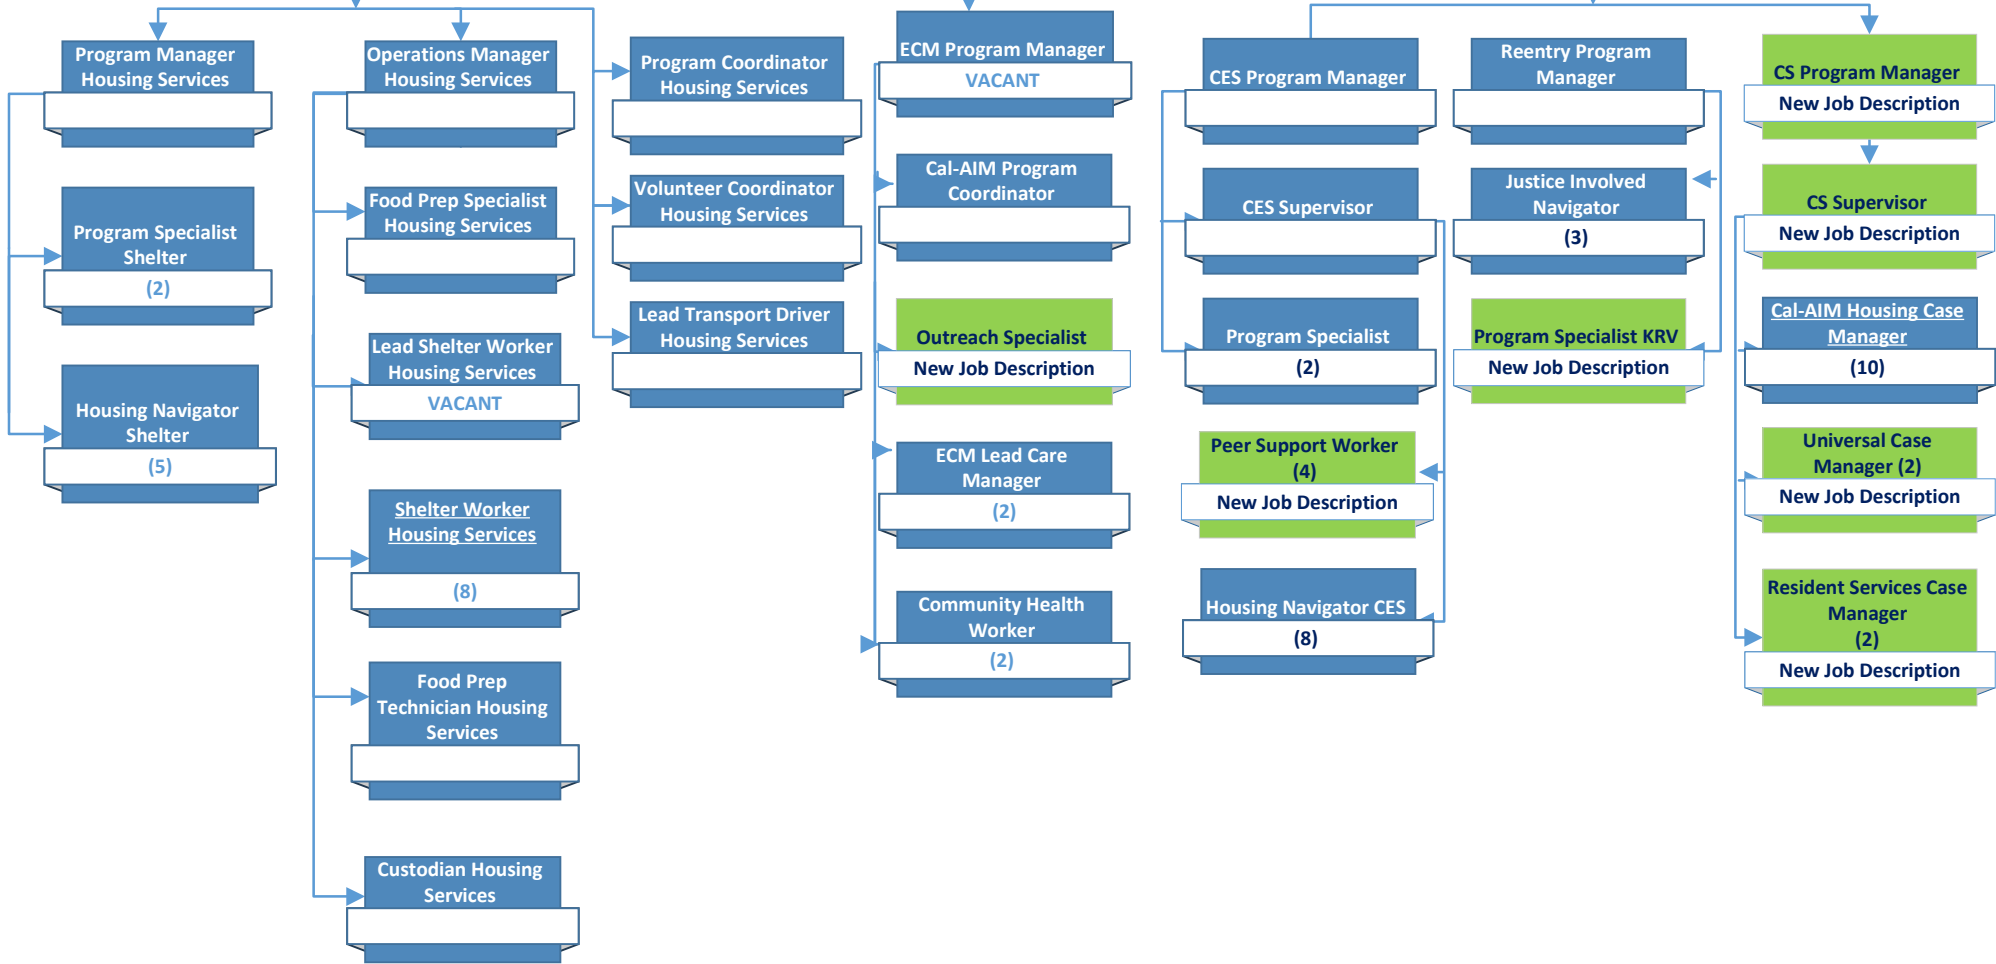 Program Manager
Housing Services
Program Specialist
Shelter
(2)
Housing Navigator
Shelter
(5)
Operations Manager
Housing Services
Food Prep Specialist
Housing Services
Lead Shelter Worker
Housing Services
VACANT
Shelter Worker
Housing Services
(8)
Food Prep
Technician Housing
Services
Custodian Housing
Services
Program Coordinator
Housing Services
Volunteer Coordinator
Housing Services
Lead Transport Driver
Housing Services
ECM Program Manager
VACANT
Cal-AIM Program
Coordinator
Outreach Specialist
New Job Description
ECM Lead Care
Manager
(2)
Community Health
Worker
(2)
CES Program Manager
CES Supervisor
Program Specialist
(2)
Peer Support Worker
(4)
New Job Description
Housing Navigator CES
(8)
Reentry Program
Manager
Justice Involved
Navigator
(3)
Program Specialist KRV
New Job Description
CS Program Manager
New Job Description
CS Supervisor
New Job Description
Cal-AIM Housing Case
Manager
(10)
Universal Case
Manager (2)
New Job Description
Resident Services Case
Manager
(2)
New Job Description